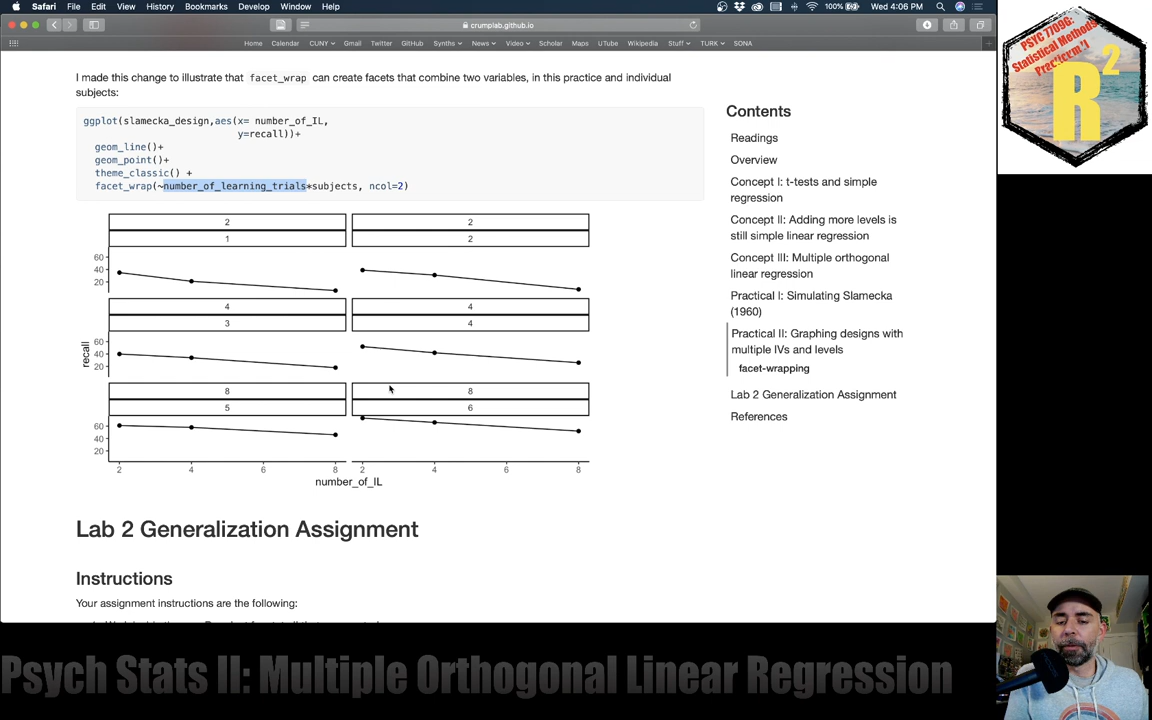 Safari File Edit View History Bookmarks Develop Window Help
100% Wed 4:06 PM
crumplab.github.io
Home Calendar CUNY Gmail Twitter GitHub Synths News Video Scholar Maps UTube Wikipedia Stuff TURK SONA
I made this change to illustrate that facet_wrap can create facets that combine two variables, in this practice and individual
subjects:
ggplot(slamecka_design,aes(x= number_of_IL,
y=recall))+
geom_line()+
geom_point()+
theme_classic() +
facet_wrap(~number_of_learning_trials*subjects, ncol=2)
2 2
1 2
60
40
20
4 4
3 4
60
40
20
recall
8 8
5 6
60
40
20
2 4 6 8 2 4 6 8
number_of_IL
Lab 2 Generalization Assignment
Instructions
Your assignment instructions are the following:
Contents
Readings
Overview
Concept I: t-tests and simple
regression
Concept II: Adding more levels is
still simple linear regression
Concept III: Multiple orthogonal
linear regression
Practical I: Simulating Slamecka
(1960)
Practical II: Graphing designs with
multiple IVs and levels
facet-wrapping
Lab 2 Generalization Assignment
References
PSYC 7709G:
Statistical Methods
Practicum I
R2
Psych Stats II: Multiple Orthogonal Linear Regression